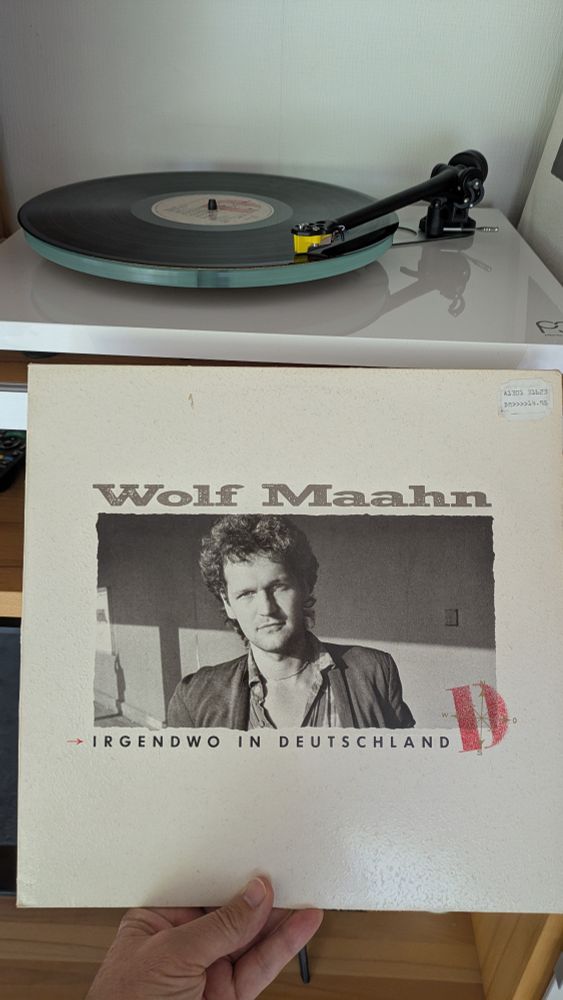 Wolf Maahn
→ IRGENDWO IN DEUTSCHLAND
D
N
W O
S